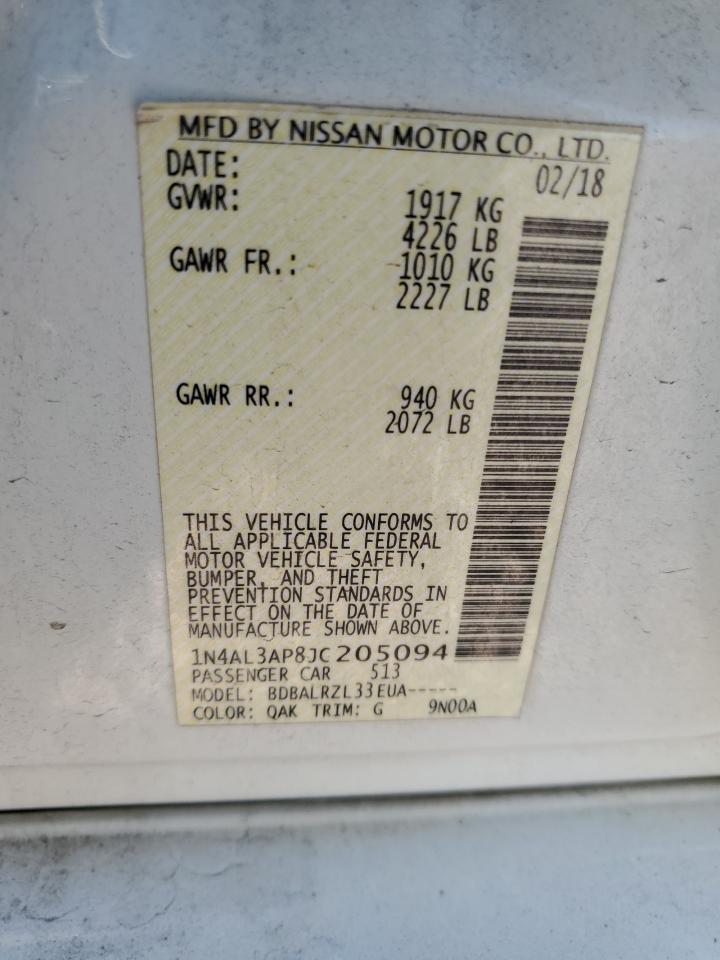 MFD BY NISSAN MOTOR CO., LTD.
DATE: 02/18
GVWR: 1917 KG
4226 LB
GAWR FR.: 1010 KG
2227 LB
GAWR RR.: 940 KG
2072 LB
THIS VEHICLE CONFORMS TO
ALL APPLICABLE FEDERAL
MOTOR VEHICLE SAFETY,
BUMPER, AND THEFT
PREVENTION STANDARDS IN
EFFECT ON THE DATE OF
MANUFACTURE SHOWN ABOVE.
1N4AL3AP8JC205094
PASSENGER CAR 513
MODEL: BDBALRZL33EUA-----
COLOR: QAK TRIM: G 9N00A